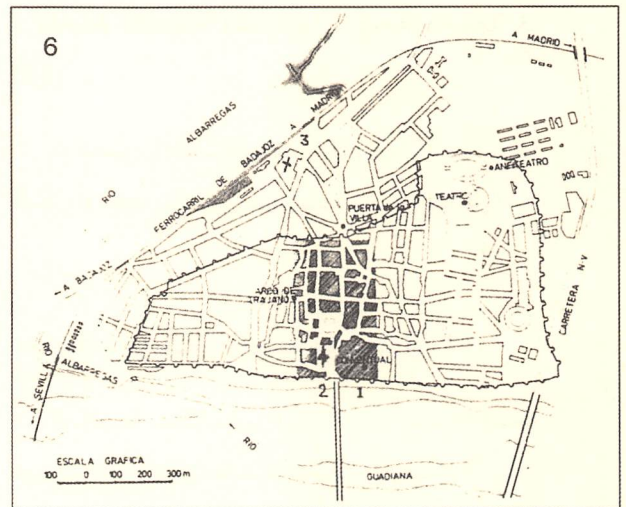 6
A MADRID
ALBARREGAS
3
RIO
FERROCARRIL DE BADAJOZ A MADRID
ANFITEATRO
TEATRO
PUERTA DE LA VILLA
A BADAJOZ
ARCO DE TRAJANO
CARRETERA N-V
A SEVILLA
ALBARREGAS
2
1
RIO
GUADIANA
ESCALA GRAFICA
100 0 100 200 300 m